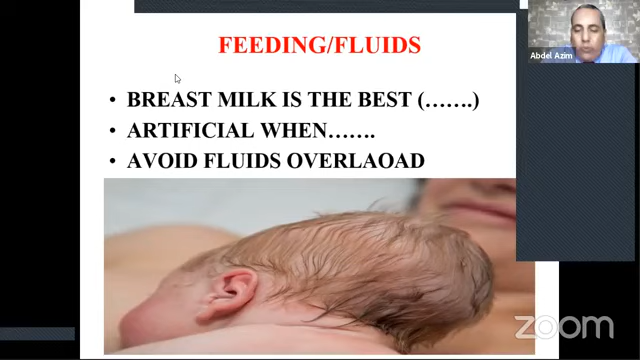 FEEDING/FLUIDS
Abdel Azim
• BREAST MILK IS THE BEST (…….)
• ARTIFICIAL WHEN…….
• AVOID FLUIDS OVERLAOAD
zoom